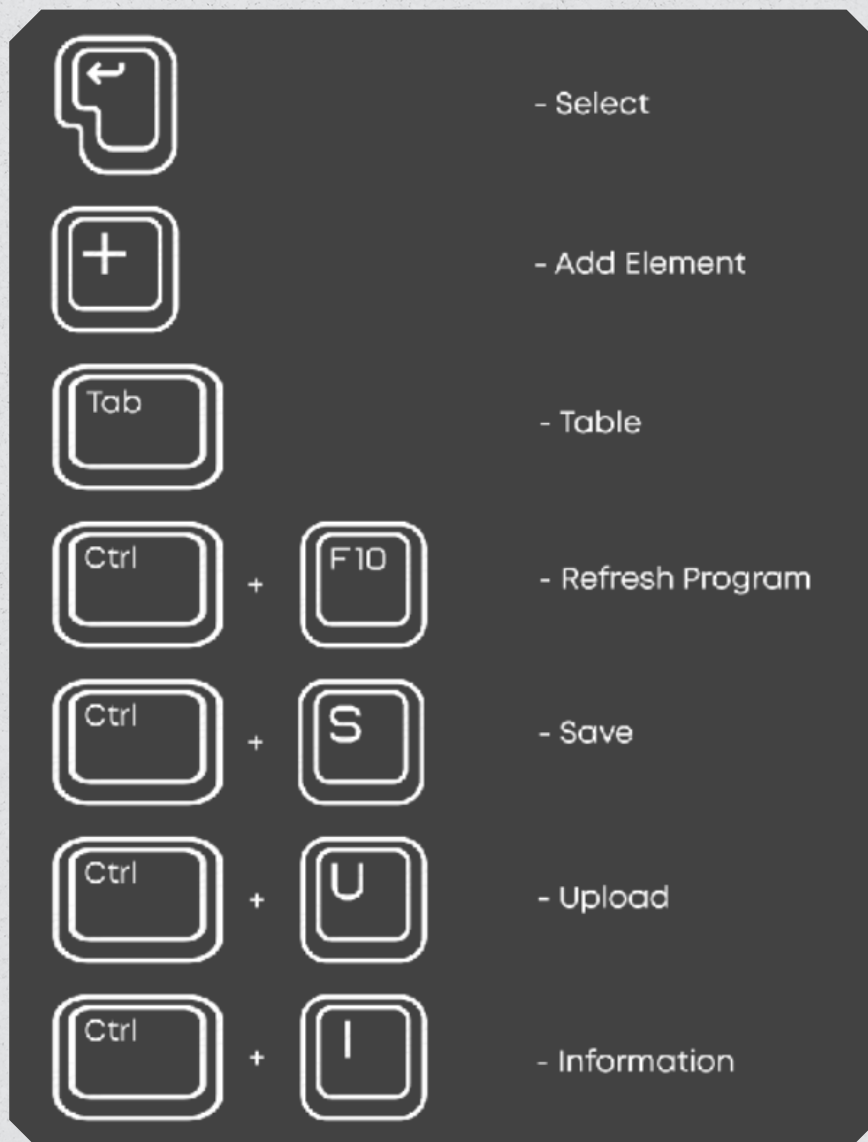 ↵ - Select
+ - Add Element
Tab - Table
Ctrl + F10 - Refresh Program
Ctrl + S - Save
Ctrl + U - Upload
Ctrl + I - Information